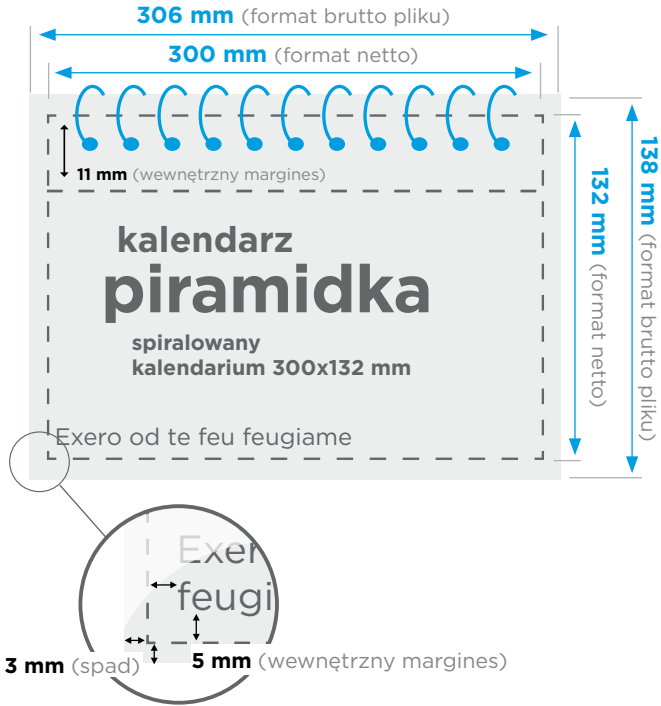 306 mm (format brutto pliku)
300 mm (format netto)
11 mm (wewnętrzny margines)
132 mm (format netto)
138 mm (format brutto pliku)
kalendarz
piramidka
spiralowany
kalendarium 300x132 mm
Exero od te feu feugiame
Exer
feugi
3 mm (spad)
5 mm (wewnętrzny margines)